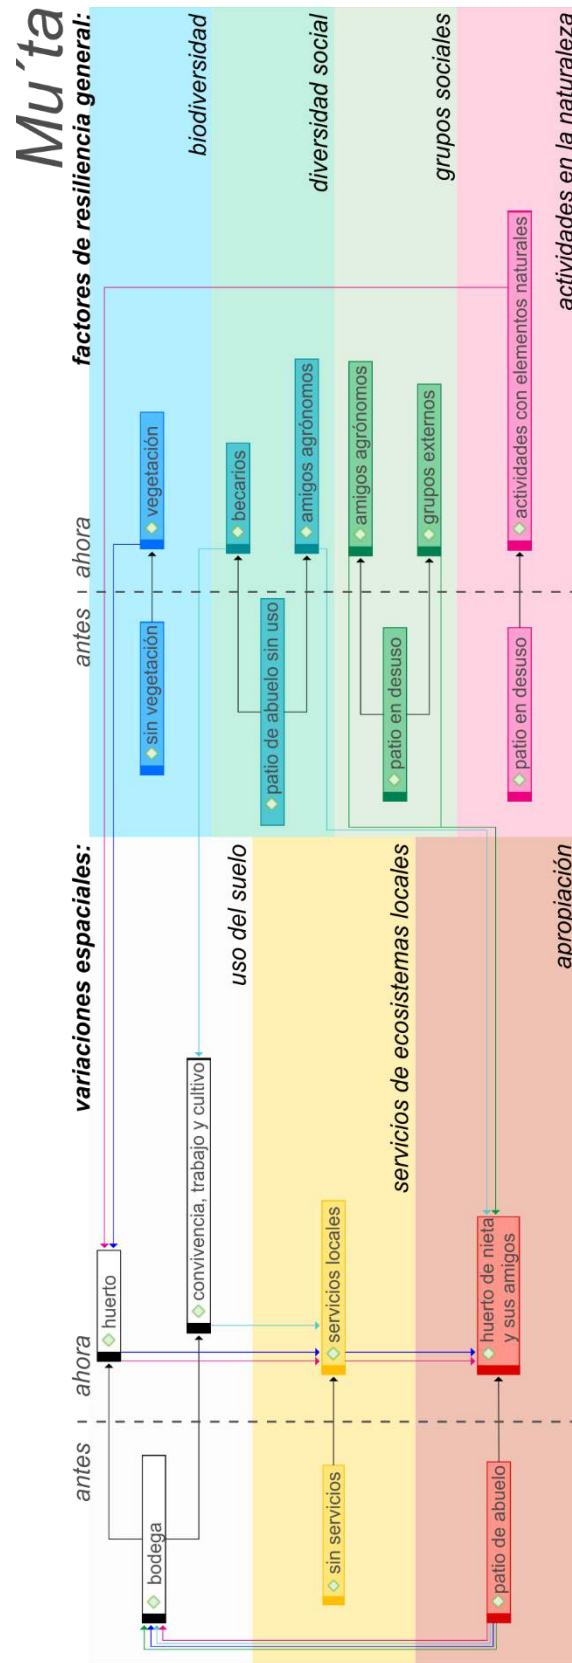 Mu´ta
variaciones espaciales:
antes
ahora
bodega
huerto
convivencia, trabajo y cultivo
uso del suelo
sin servicios
servicios locales
servicios de ecosistemas locales
patio de abuelo
huerto de nieta
y sus amigos
apropiación
factores de resiliencia general:
antes
ahora
sin vegetación
vegetación
biodiversidad
patio de abuelo sin uso
becarios
amigos agrónomos
diversidad social
patio en desuso
amigos agrónomos
grupos externos
grupos sociales
patio en desuso
actividades con elementos naturales
actividades en la naturaleza